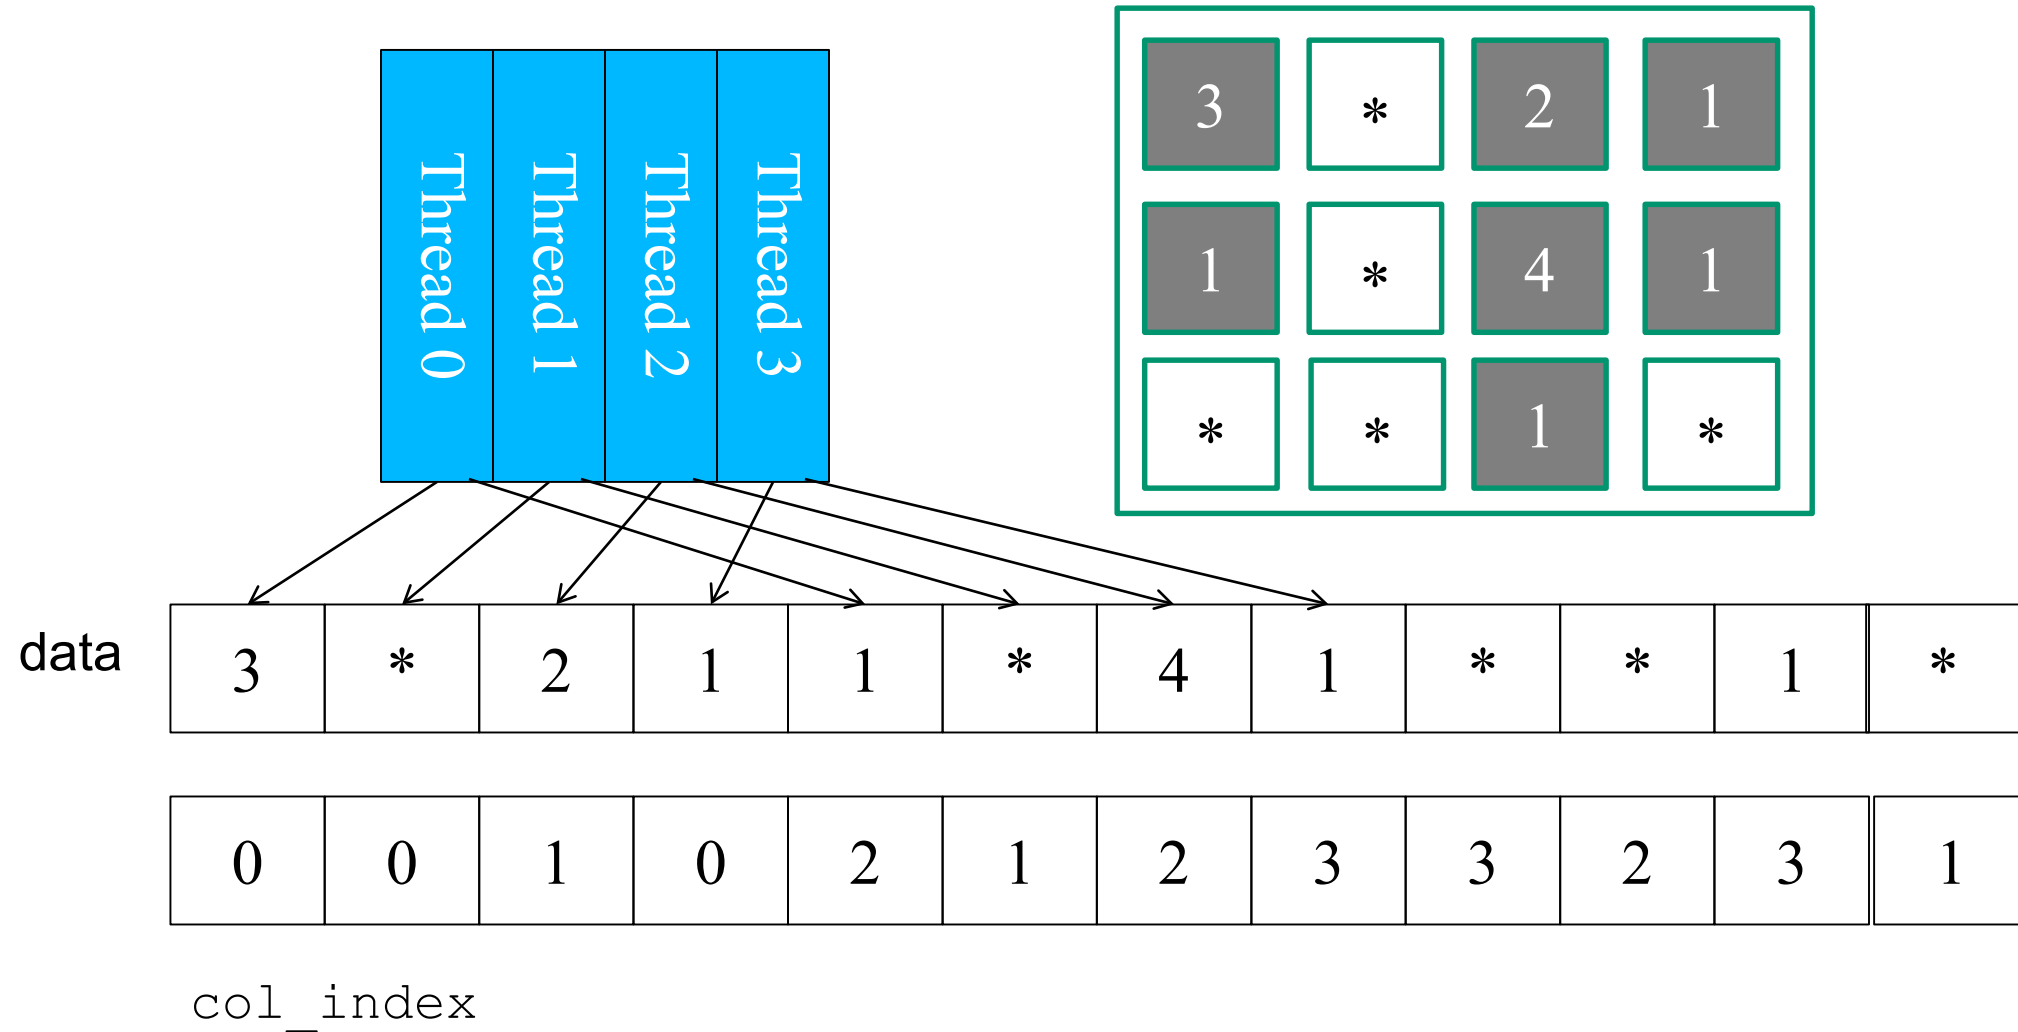 Thread 0
Thread 1
Thread 2
Thread 3
3 * 2 1
1 * 4 1
* * 1 *
data 3 * 2 1 1 * 4 1 * * 1 *
0 0 1 0 2 1 2 3 3 2 3 1
col_index